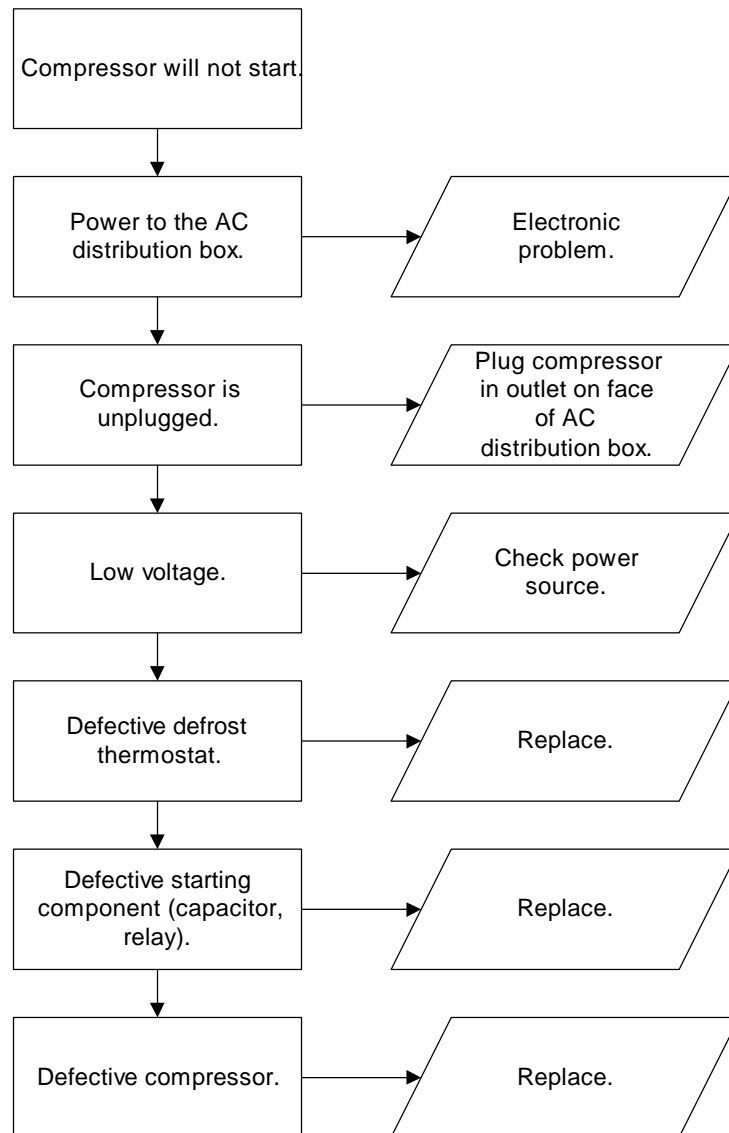 Compressor will not start.
Power to the AC
distribution box.
Electronic
problem.
Compressor is
unplugged.
Plug compressor
in outlet on face
of AC
distribution box.
Low voltage.
Check power
source.
Defective defrost
thermostat.
Replace.
Defective starting
component (capacitor,
relay).
Replace.
Defective compressor.
Replace.